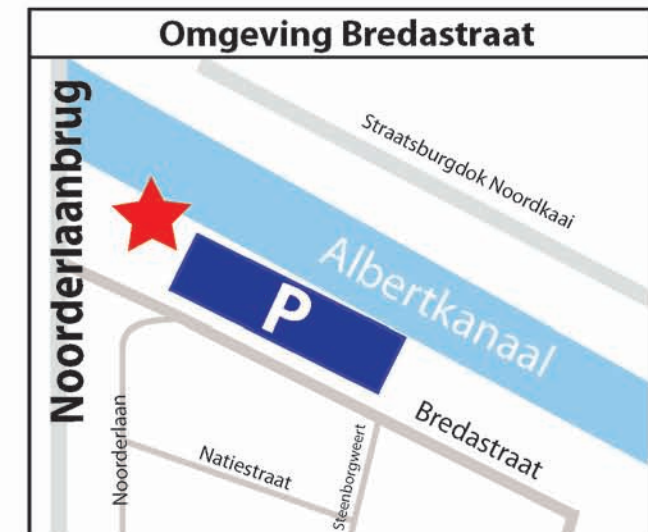 Omgeving Bredastraat
Noorderlaanbrug
Straatsburgdok Noordkaai
Albertkanaal
P
Bredastraat
Noorderlaan
Natiestraat
Steenborgweert